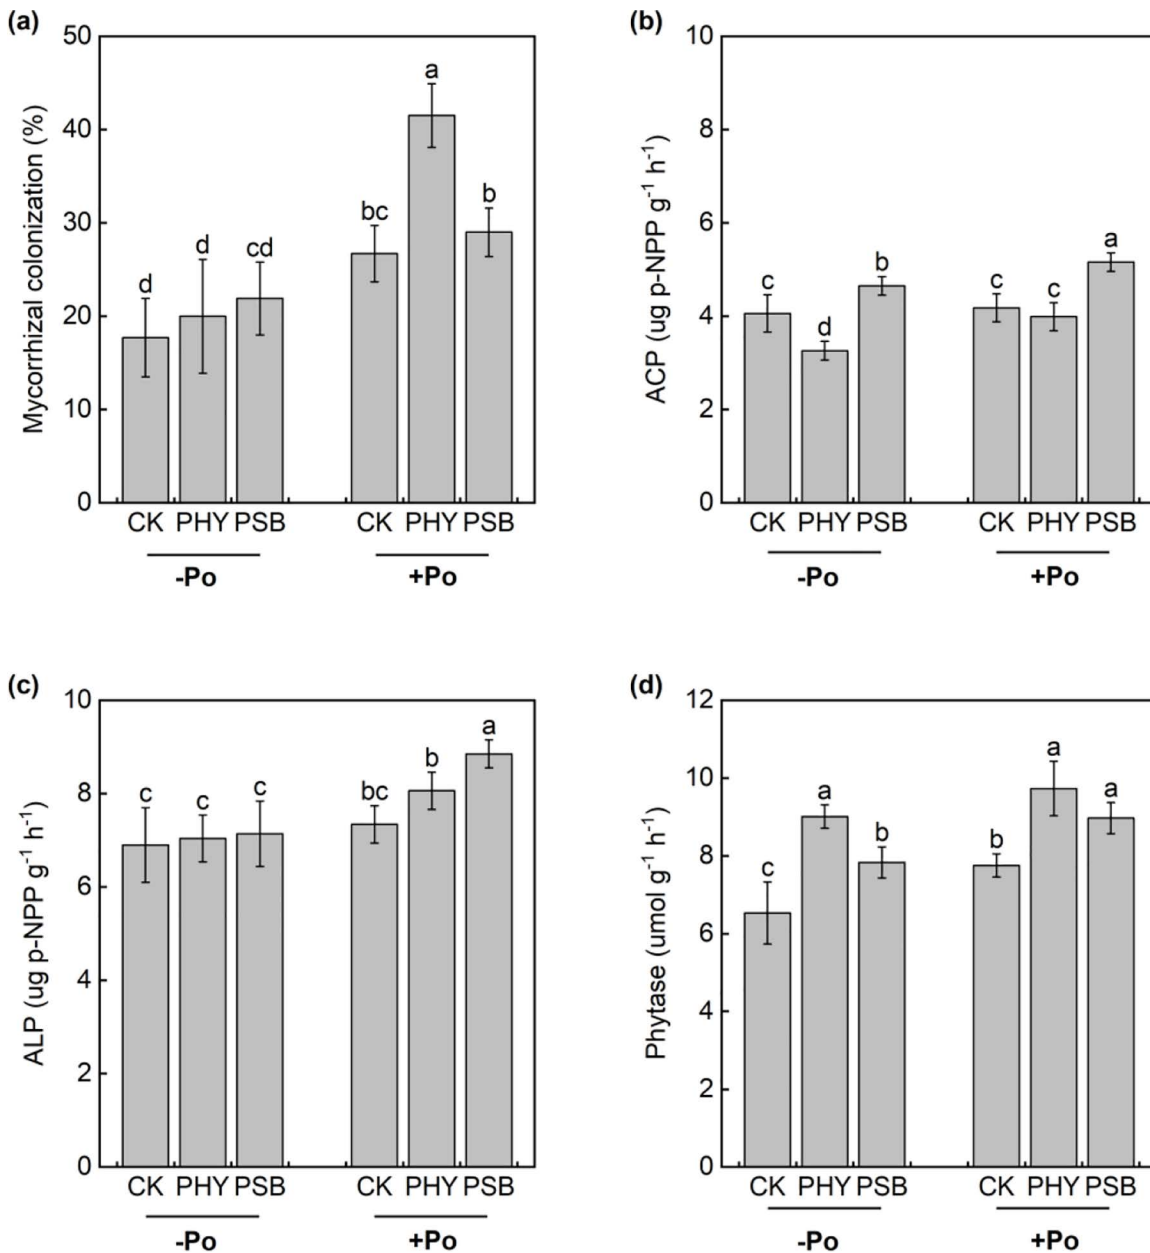 (a)
Mycorrhizal colonization (%)
50
40
30
20
10
0
d
d
cd
bc
a
b
CK PHY PSB
CK PHY PSB
-Po
+Po
(b)
ACP (ug p-NPP g⁻¹ h⁻¹)
10
8
6
4
2
0
c
d
b
c
c
a
CK PHY PSB
CK PHY PSB
-Po
+Po
(c)
ALP (ug p-NPP g⁻¹ h⁻¹)
10
8
6
4
2
0
c
c
c
bc
b
a
CK PHY PSB
CK PHY PSB
-Po
+Po
(d)
Phytase (umol g⁻¹ h⁻¹)
12
10
8
6
4
2
0
c
a
b
b
a
a
CK PHY PSB
CK PHY PSB
-Po
+Po